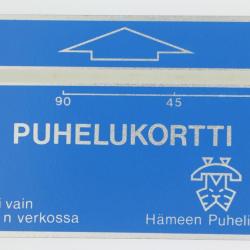 90 45
PUHELUKORTTI
i vain
n verkossa Hämeen Puheli